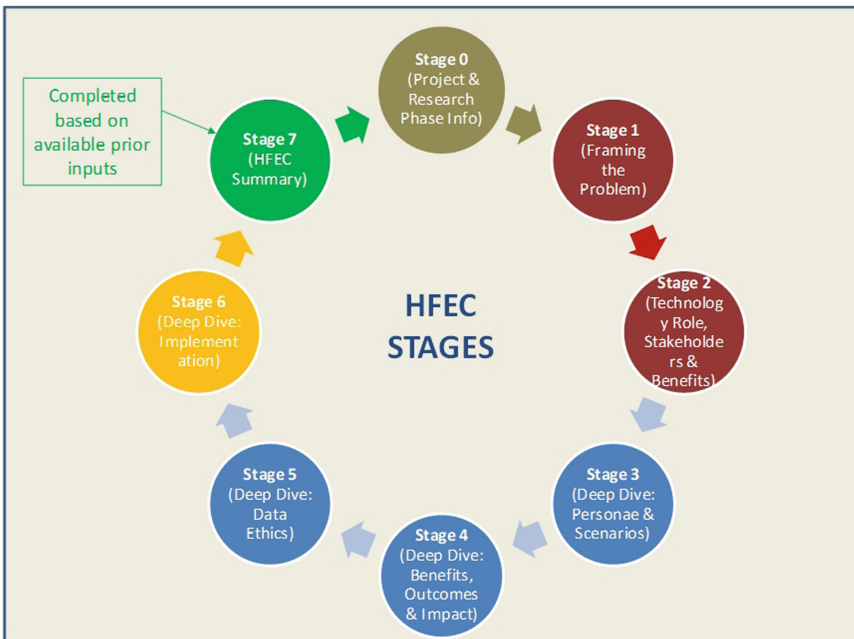 Stage 0
(Project &
Research
Phase Info)
Completed
based on
available prior
inputs
Stage 7
(HFEC
Summary)
Stage 1
(Framing
the
Problem)
HFEC
STAGES
Stage 6
(Deep Dive:
Implement
ation)
Stage 2
(Technolog
y Role,
Stakeholde
rs &
Benefits)
Stage 5
(Deep Dive:
Data
Ethics)
Stage 3
(Deep Dive:
Personae &
Scenarios)
Stage 4
(Deep Dive:
Benefits,
Outcomes
& Impact)